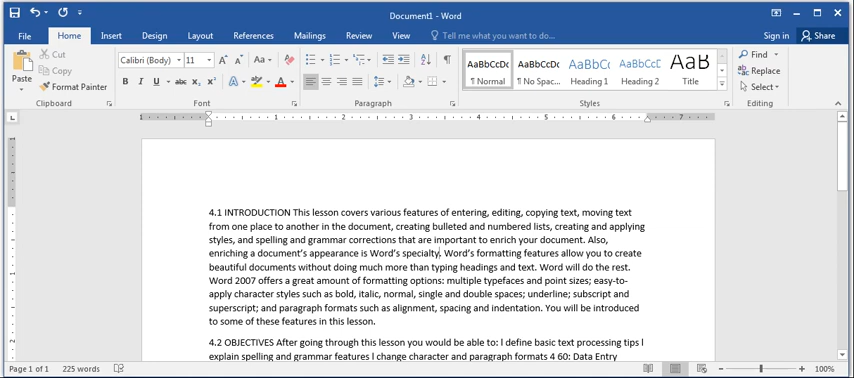 Document1 - Word
File Home Insert Design Layout References Mailings Review View Tell me what you want to do... Sign in Share
Paste
Cut
Copy
Format Painter
Clipboard
Calibri (Body) 11
Font
Paragraph
AaBbCcDc AaBbCcDc AaBbCc AaBbCcD AaB
¶ Normal ¶ No Spac... Heading 1 Heading 2 Title
Styles
Find
Replace
Select
Editing
1 1 2 3 4 5 6 7
4.1 INTRODUCTION This lesson covers various features of entering, editing, copying text, moving text
from one place to another in the document, creating bulleted and numbered lists, creating and applying
styles, and spelling and grammar corrections that are important to enrich your document. Also,
enriching a document's appearance is Word's specialty. Word's formatting features allow you to create
beautiful documents without doing much more than typing headings and text. Word will do the rest.
Word 2007 offers a great amount of formatting options: multiple typefaces and point sizes; easy-to-
apply character styles such as bold, italic, normal, single and double spaces; underline; subscript and
superscript; and paragraph formats such as alignment, spacing and indentation. You will be introduced
to some of these features in this lesson.
4.2 OBJECTIVES After going through this lesson you would be able to: l define basic text processing tips l
explain spelling and grammar features l change character and paragraph formats 4 60: Data Entry
Page 1 of 1 225 words 100%